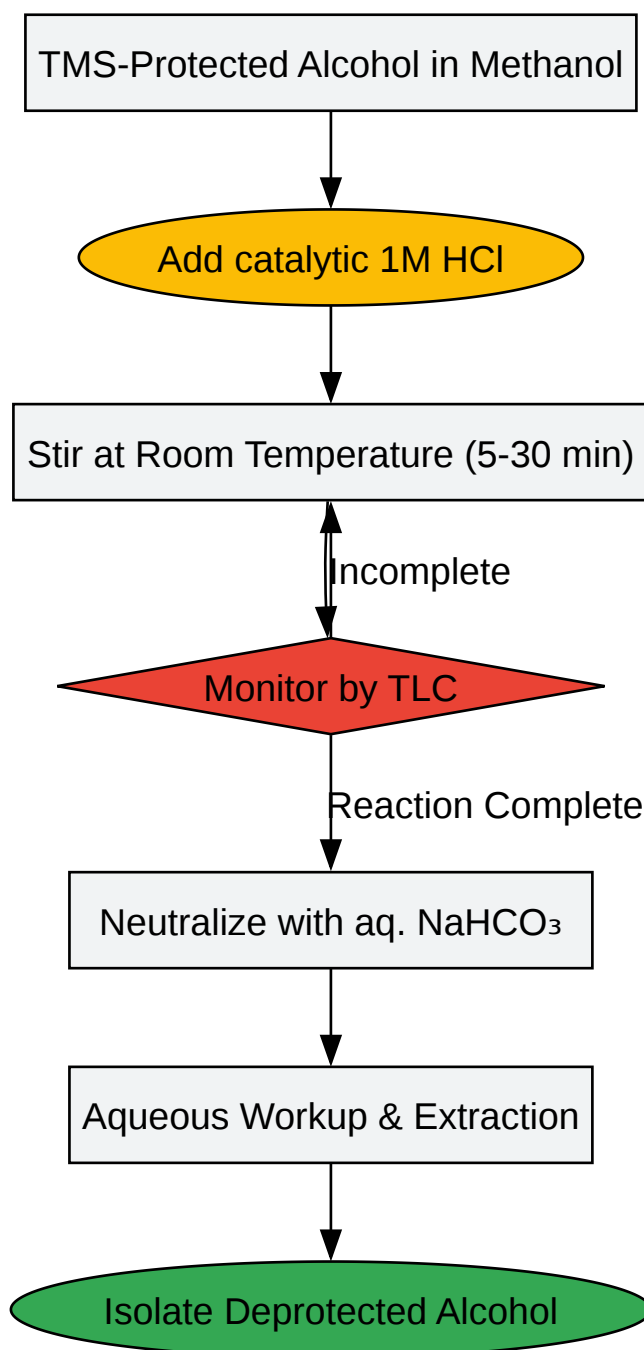 TMS-Protected Alcohol in Methanol
Add catalytic 1M HCl
Stir at Room Temperature (5-30 min)
Incomplete
Monitor by TLC
Reaction Complete
Neutralize with aq. NaHCO₃
Aqueous Workup & Extraction
Isolate Deprotected Alcohol